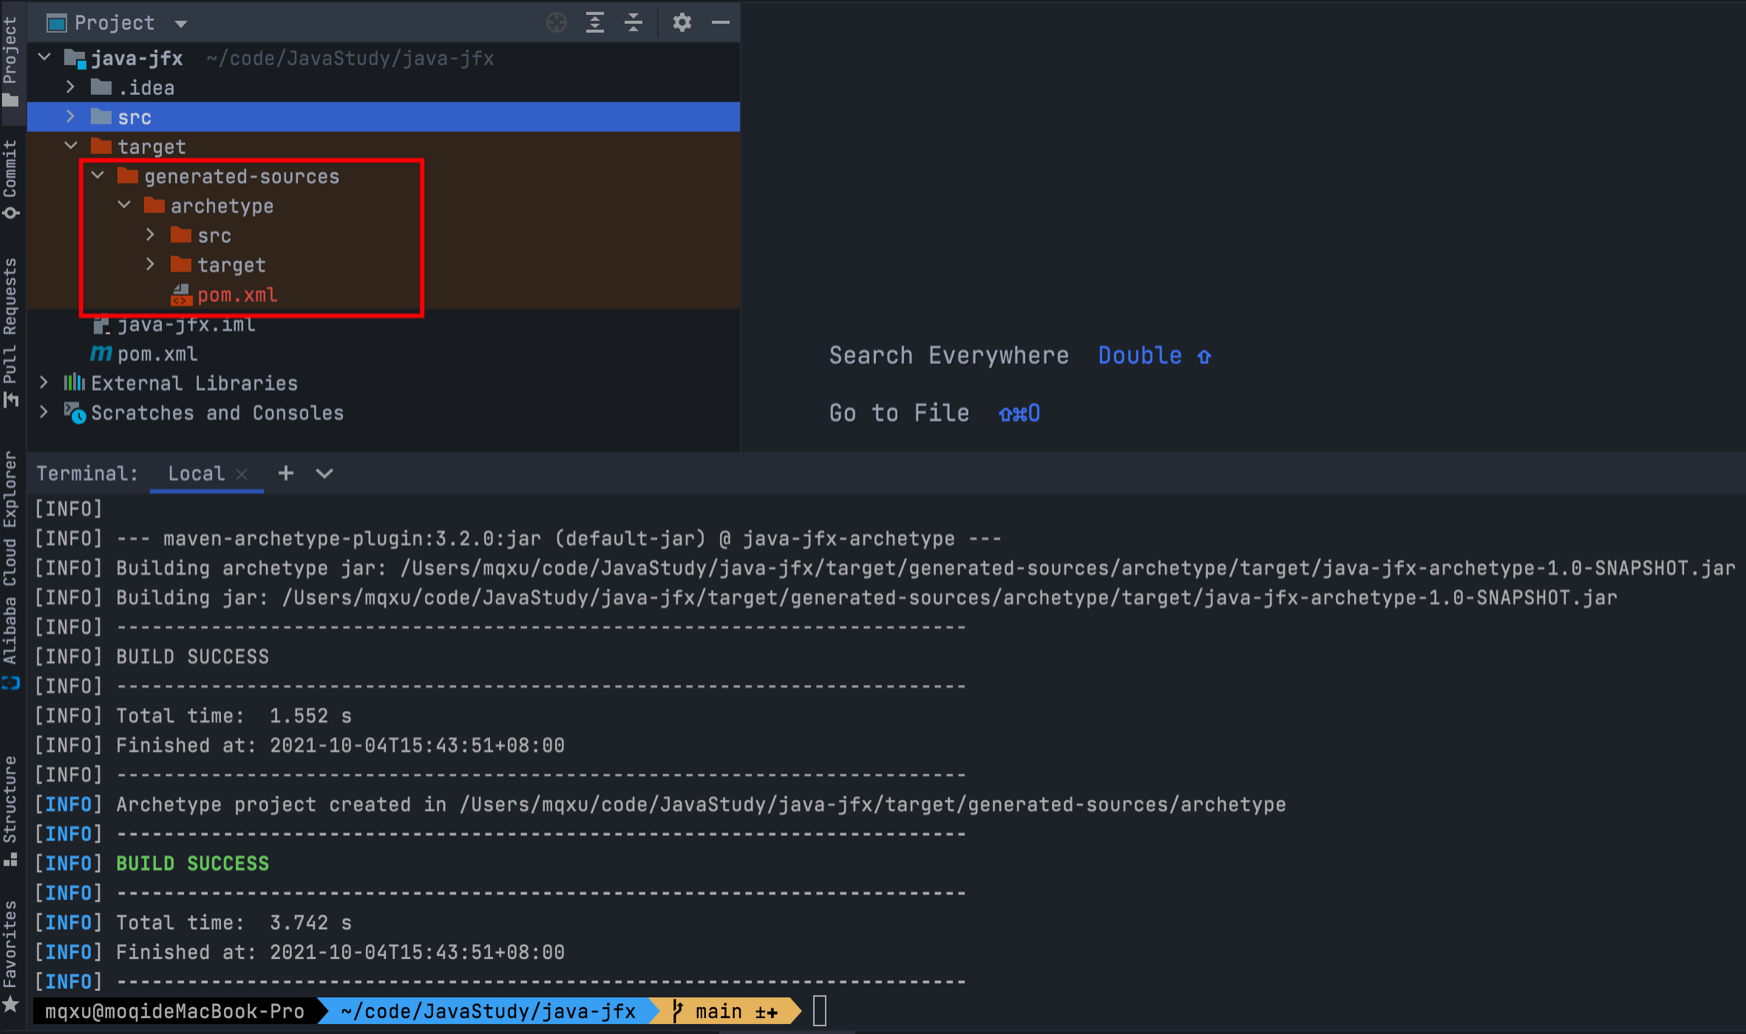 Project
java-jfx ~/code/JavaStudy/java-jfx
.idea
src
target
generated-sources
archetype
src
target
pom.xml
java-jfx.iml
pom.xml
External Libraries
Scratches and Consoles
Project
Commit
Pull Requests
Alibaba Cloud Explorer
Structure
Favorites
Search Everywhere Double ⇧
Go to File ⇧⌘O
Terminal: Local × +
[INFO]
[INFO] --- maven-archetype-plugin:3.2.0:jar (default-jar) @ java-jfx-archetype ---
[INFO] Building archetype jar: /Users/mqxu/code/JavaStudy/java-jfx/target/generated-sources/archetype/target/java-jfx-archetype-1.0-SNAPSHOT.jar
[INFO] Building jar: /Users/mqxu/code/JavaStudy/java-jfx/target/generated-sources/archetype/target/java-jfx-archetype-1.0-SNAPSHOT.jar
[INFO] ------------------------------------------------------------------------
[INFO] BUILD SUCCESS
[INFO] ------------------------------------------------------------------------
[INFO] Total time:  1.552 s
[INFO] Finished at: 2021-10-04T15:43:51+08:00
[INFO] ------------------------------------------------------------------------
[INFO] Archetype project created in /Users/mqxu/code/JavaStudy/java-jfx/target/generated-sources/archetype
[INFO] ------------------------------------------------------------------------
[INFO] BUILD SUCCESS
[INFO] ------------------------------------------------------------------------
[INFO] Total time:  3.742 s
[INFO] Finished at: 2021-10-04T15:43:51+08:00
[INFO] ------------------------------------------------------------------------
mqxu@moqideMacBook-Pro ~/code/JavaStudy/java-jfx main ±✚